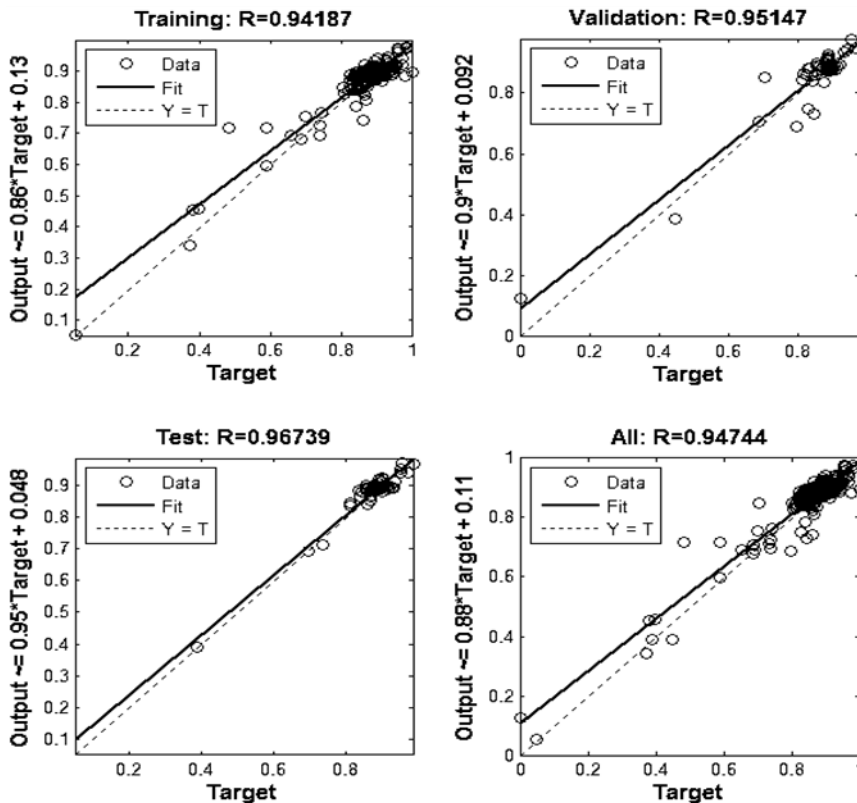 Training: R=0.94187
Output ~= 0.86*Target + 0.13
0.9
0.8
0.7
0.6
0.5
0.4
0.3
0.2
0.1
Data
Fit
Y = T
0.2
0.4
0.6
0.8
1
Target
Validation: R=0.95147
Output ~= 0.9*Target + 0.092
0.8
0.6
0.4
0.2
0
Data
Fit
Y = T
0
0.2
0.4
0.6
0.8
Target
Test: R=0.96739
Output ~= 0.95*Target + 0.048
0.9
0.8
0.7
0.6
0.5
0.4
0.3
0.2
0.1
Data
Fit
Y = T
0.2
0.4
0.6
0.8
Target
All: R=0.94744
Output ~= 0.88*Target + 0.11
1
0.8
0.6
0.4
0.2
0
Data
Fit
Y = T
0
0.2
0.4
0.6
0.8
Target